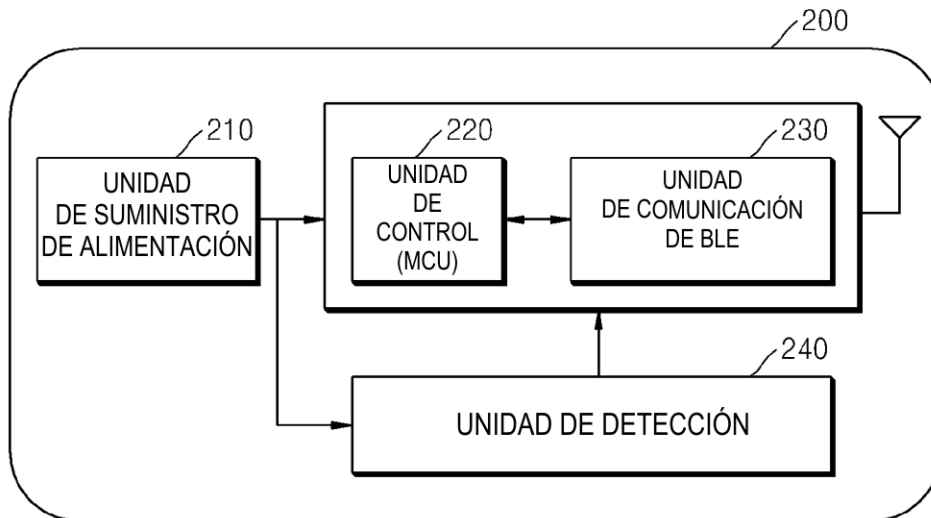 200
210
UNIDAD
DE SUMINISTRO
DE ALIMENTACIÓN
220
UNIDAD
DE
CONTROL
(MCU)
230
UNIDAD
DE COMUNICACIÓN
DE BLE
240
UNIDAD DE DETECCIÓN